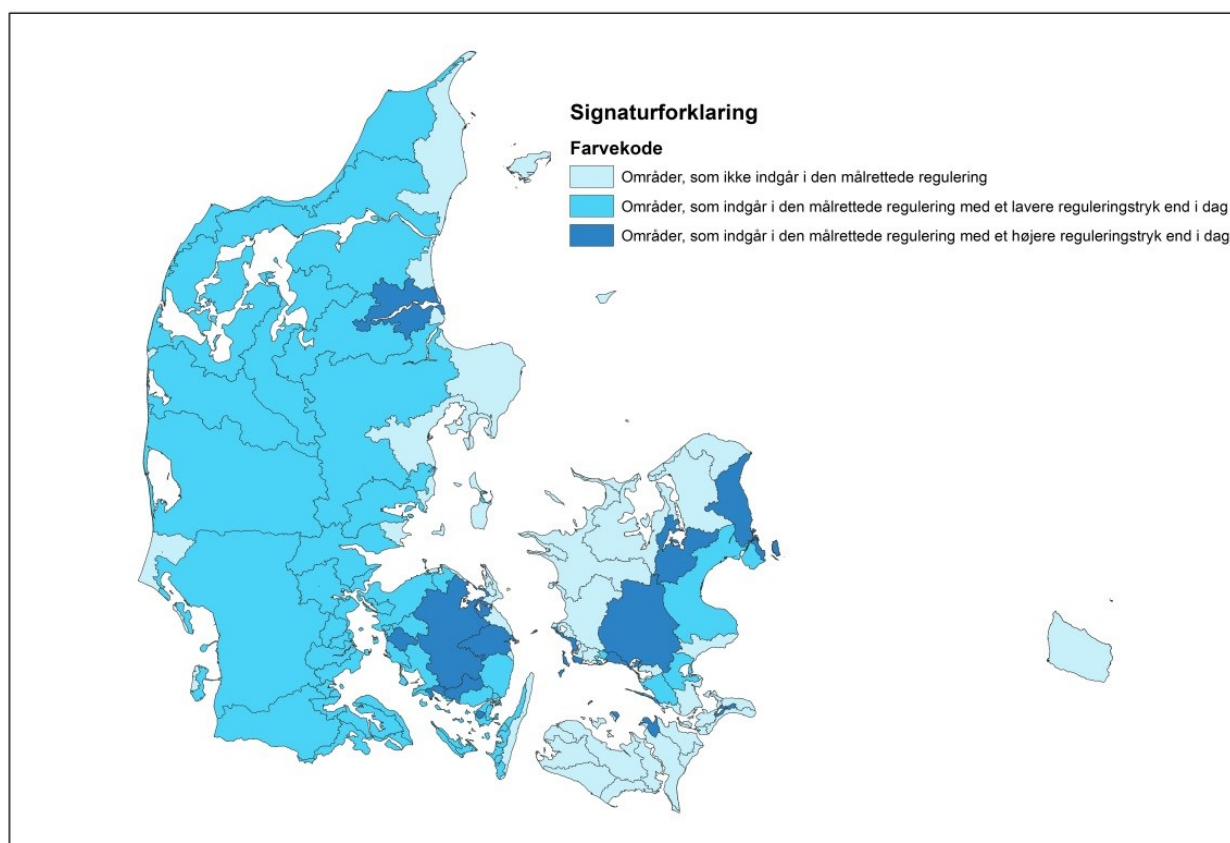 Signaturforklaring
Farvekode
Områder, som ikke indgår i den målrettede regulering
Områder, som indgår i den målrettede regulering med et lavere reguleringstryk end i dag
Områder, som indgår i den målrettede regulering med et højere reguleringstryk end i dag